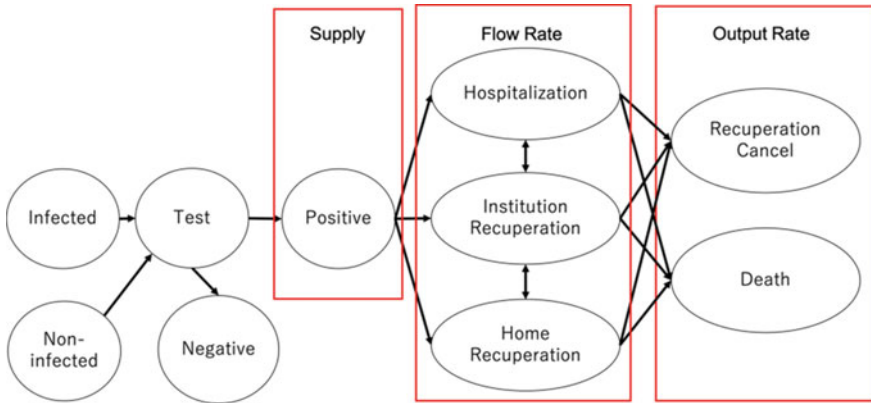 Supply
Flow Rate
Output Rate
Hospitalization
Recuperation
Cancel
Infected
Test
Positive
Institution
Recuperation
Death
Non-
infected
Negative
Home
Recuperation